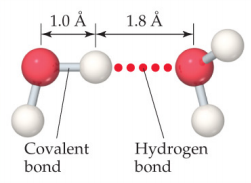 1.0 Å 1.8 Å
Covalent Hydrogen
bond bond